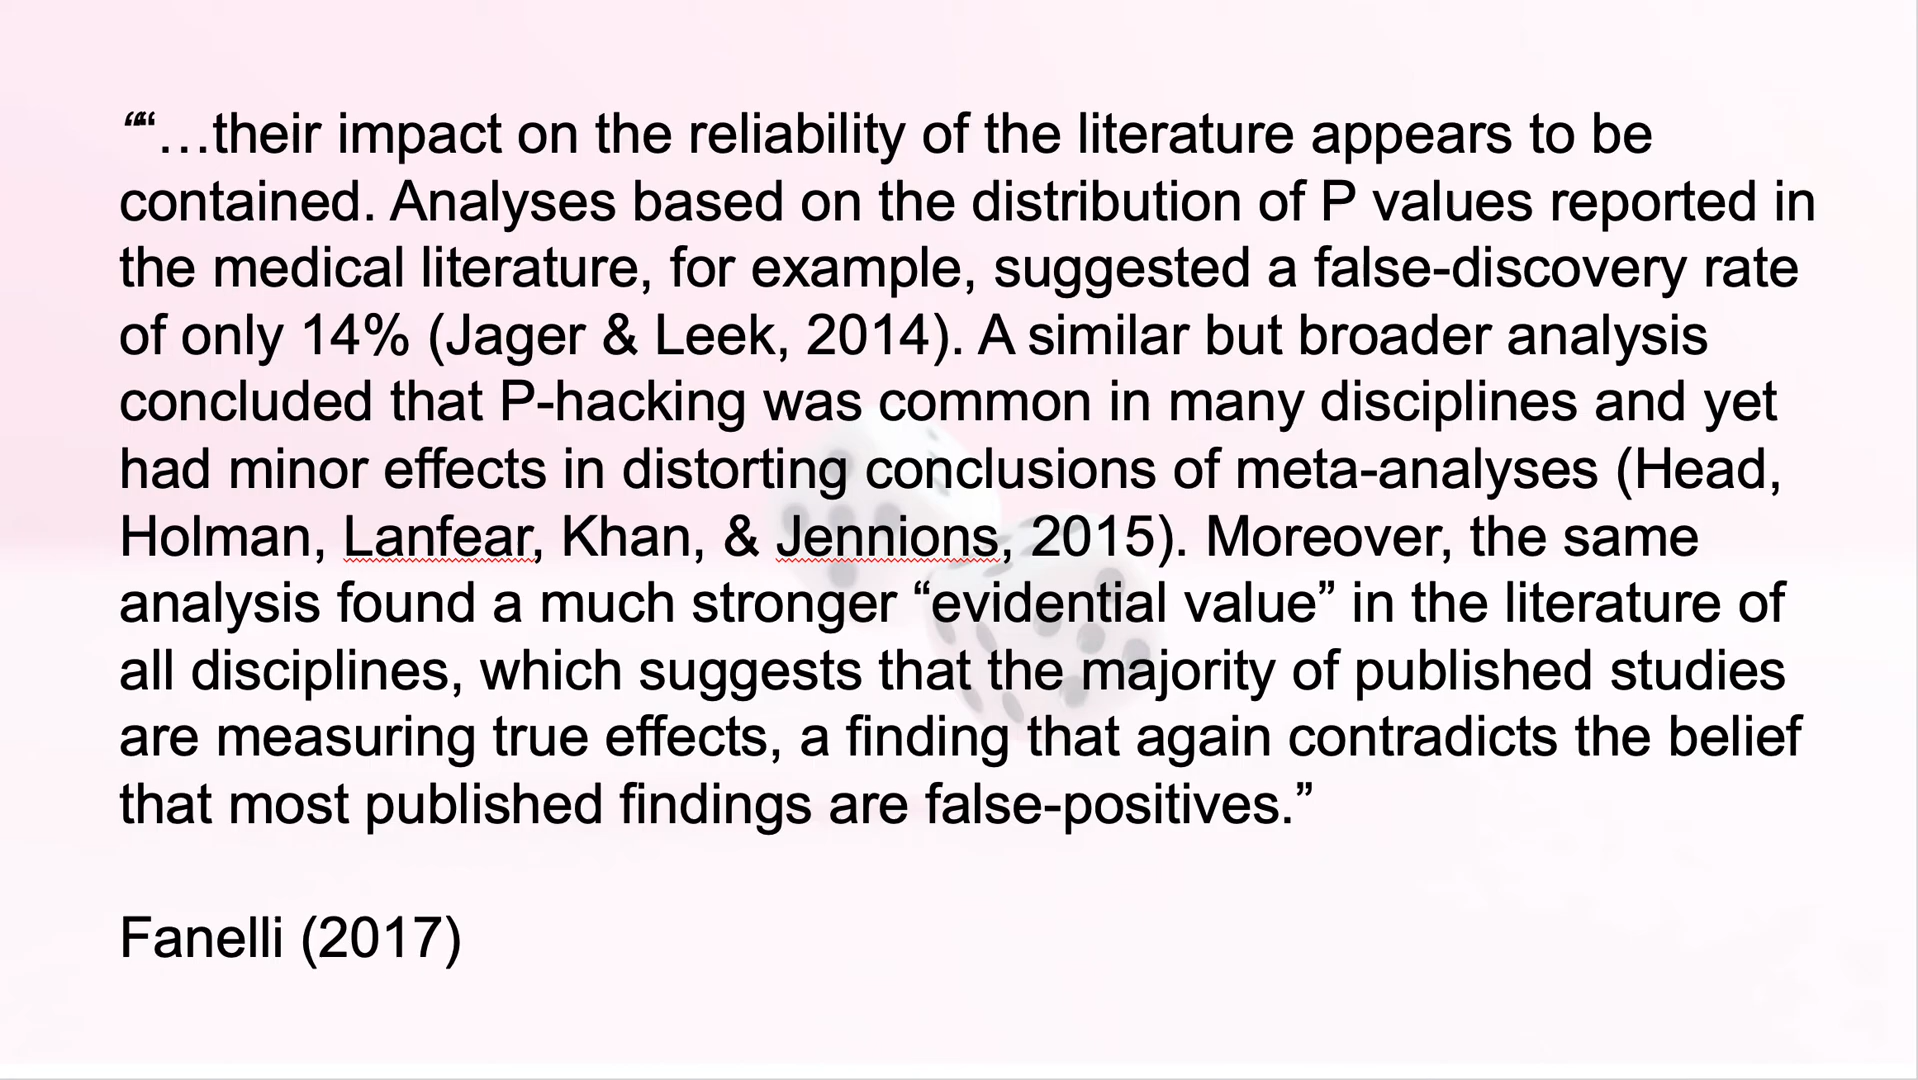 ““…their impact on the reliability of the literature appears to be
contained. Analyses based on the distribution of P values reported in
the medical literature, for example, suggested a false-discovery rate
of only 14% (Jager & Leek, 2014). A similar but broader analysis
concluded that P-hacking was common in many disciplines and yet
had minor effects in distorting conclusions of meta-analyses (Head,
Holman, Lanfear, Khan, & Jennions, 2015). Moreover, the same
analysis found a much stronger “evidential value” in the literature of
all disciplines, which suggests that the majority of published studies
are measuring true effects, a finding that again contradicts the belief
that most published findings are false-positives.”
Fanelli (2017)